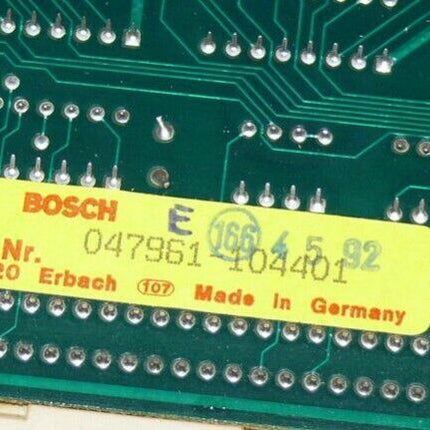 BOSCH E 166 4 5 92
Nr. 047961-104401
20 Erbach 107 Made in Germany